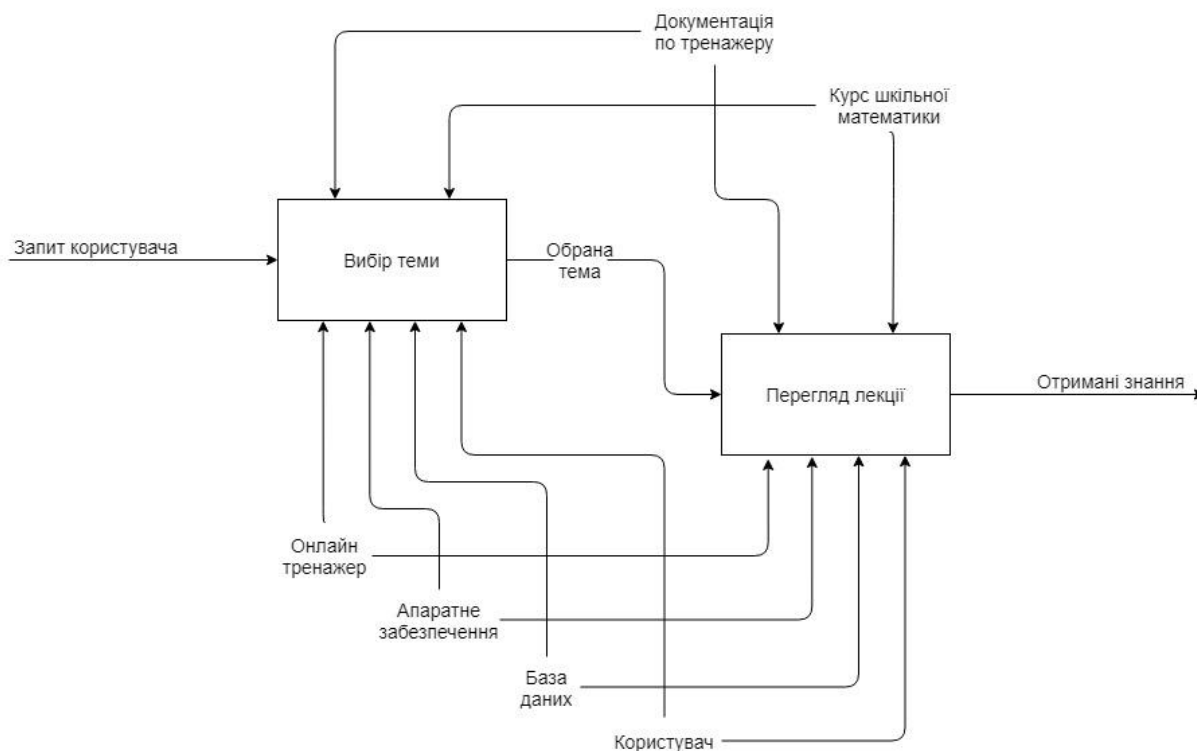 Документація
по тренажеру
Курс шкільної
математики
Запит користувача
Вибір теми
Обрана
тема
Перегляд лекції
Отримані знання
Онлайн
тренажер
Апаратне
забезпечення
База
даних
Користувач